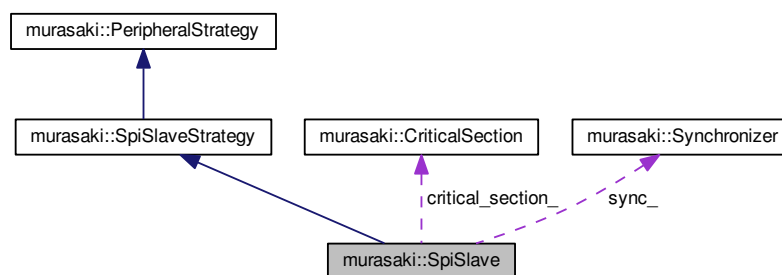 murasaki::PeripheralStrategy
murasaki::SpiSlaveStrategy
murasaki::CriticalSection
murasaki::Synchronizer
critical_section_
sync_
murasaki::SpiSlave